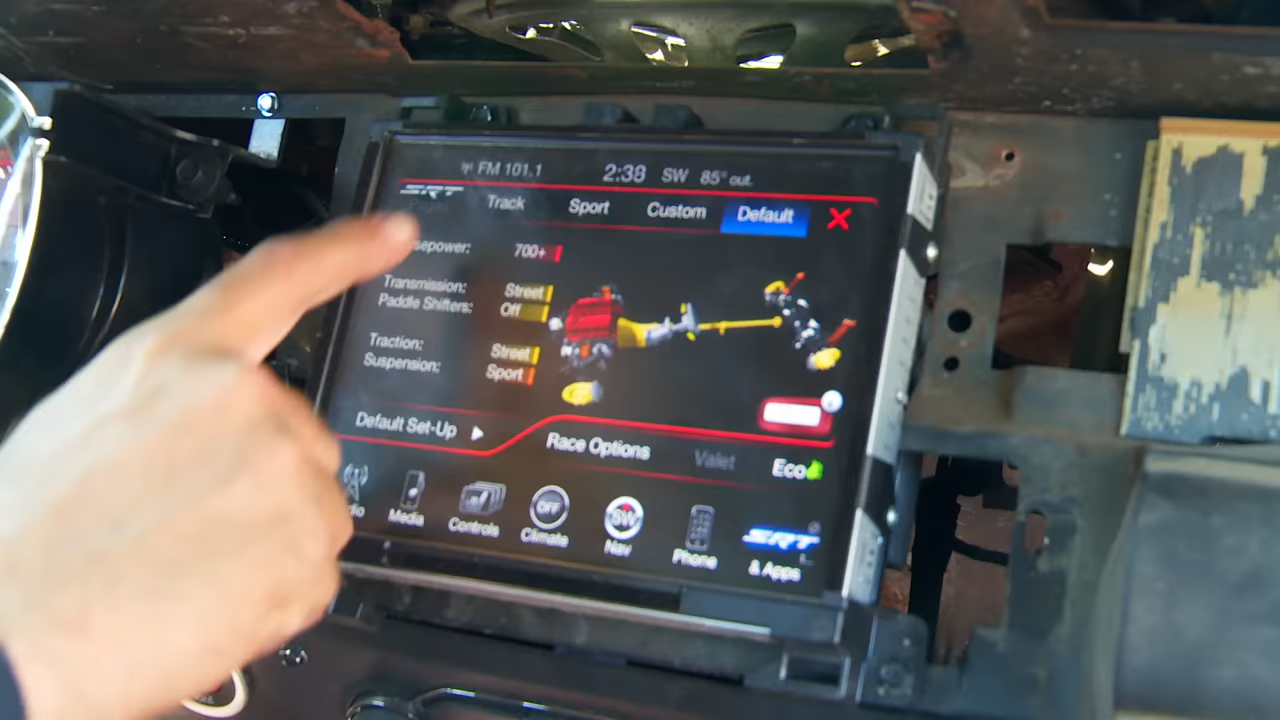 FM 101.1 2:38 SW 85° out.
SRT Track Sport Custom Default X
sepower: 700+
Transmission: Street
Paddle Shifters: Off
Traction: Street
Suspension: Sport
Default Set-Up
Race Options Valet Eco
dio Media Controls OFF Climate SW Nav Phone SRT & Apps